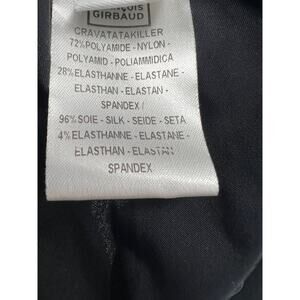 FRANÇOIS
GIRBAUD
CRAVATATAKILLER
72%POLYAMIDE - NYLON -
POLYAMID - POLIAMMIDICA
28%ELASTHANNE - ELASTANE -
ELASTHAN - ELASTAN -
SPANDEX /
96%SOIE - SILK - SEIDE - SETA
4%ELASTHANNE - ELASTANE -
ELASTHAN - ELASTAN
SPANDEX